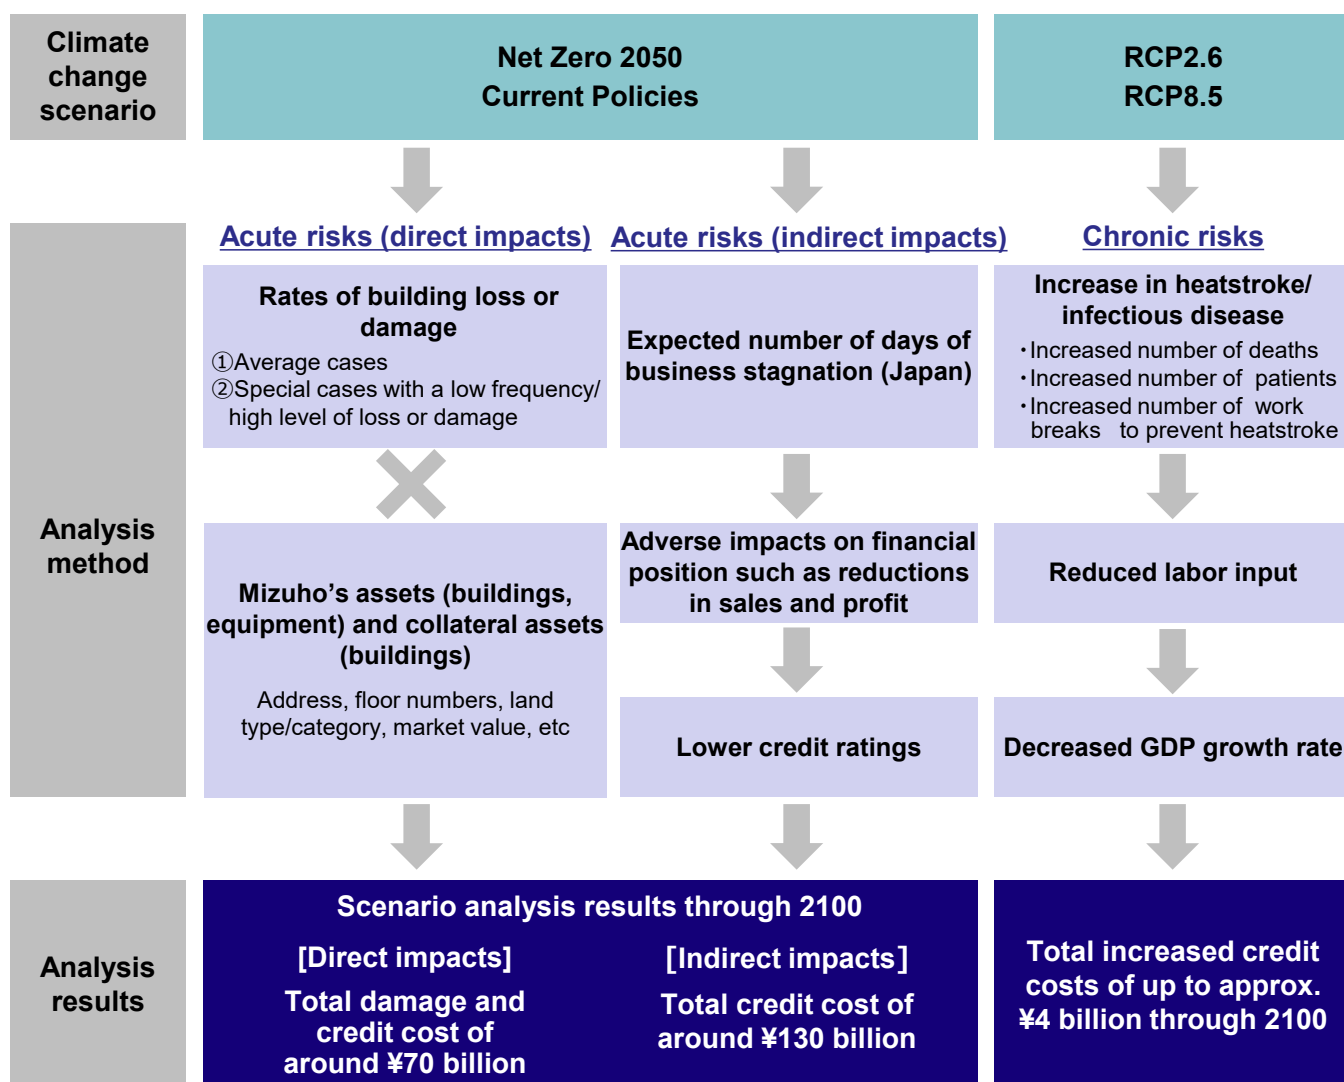 Climate
change
scenario
Net Zero 2050
Current Policies
RCP2.6
RCP8.5
Analysis
method
Acute risks (direct impacts)
Rates of building loss or
damage
①Average cases
②Special cases with a low frequency/
high level of loss or damage
Mizuho's assets (buildings,
equipment) and collateral assets
(buildings)
Address, floor numbers, land
type/category, market value, etc
Acute risks (indirect impacts)
Expected number of days of
business stagnation (Japan)
Adverse impacts on financial
position such as reductions
in sales and profit
Lower credit ratings
Chronic risks
Increase in heatstroke/
infectious disease
・Increased number of deaths
・Increased number of patients
・Increased number of work
breaks to prevent heatstroke
Reduced labor input
Decreased GDP growth rate
Analysis
results
Scenario analysis results through 2100
[Direct impacts]
Total damage and
credit cost of
around ¥70 billion
［Indirect impacts］
Total credit cost of
around ¥130 billion
Total increased credit
costs of up to approx.
¥4 billion through 2100